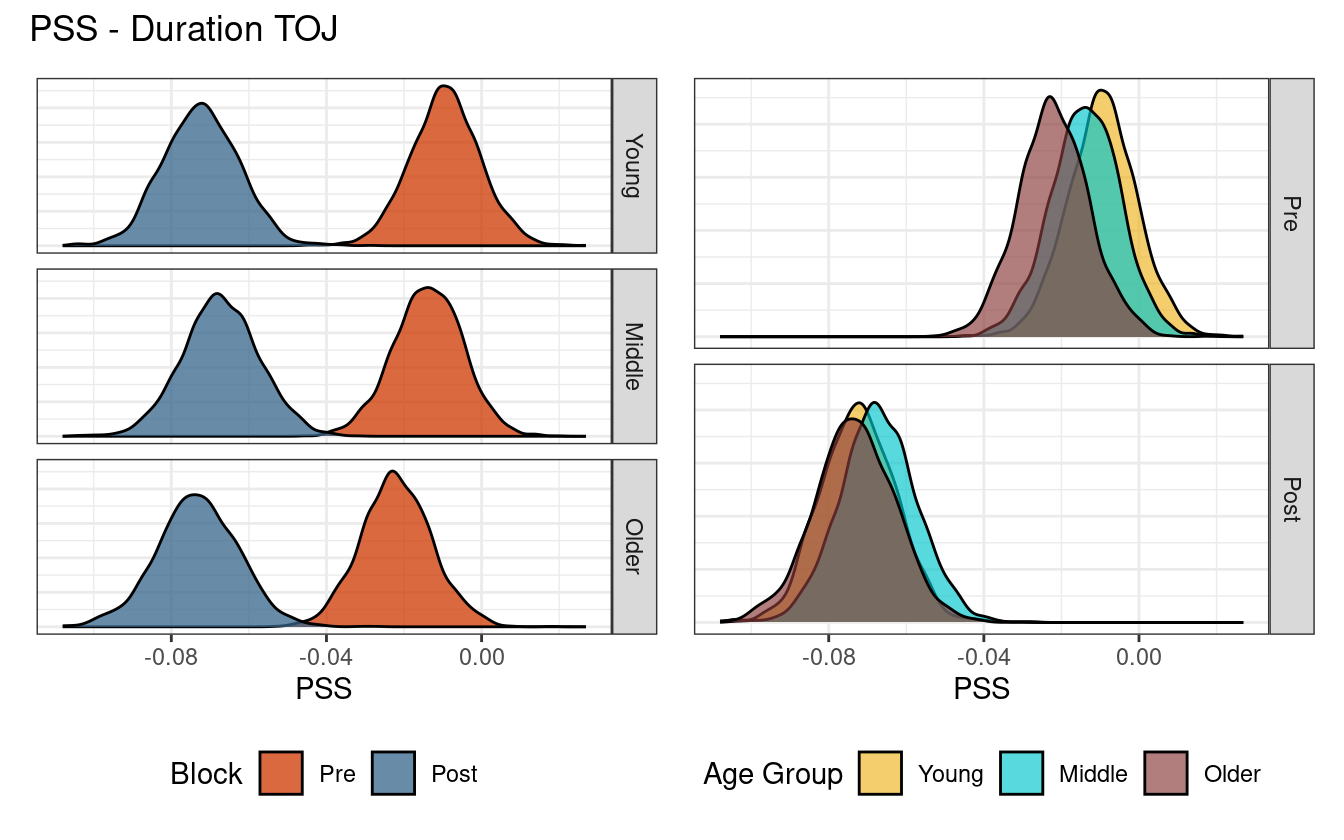 PSS - Duration TOJ
Young
Middle
Older
-0.08 -0.04 0.00
PSS
Block Pre Post
Pre
Post
-0.08 -0.04 0.00
PSS
Age Group Young Middle Older